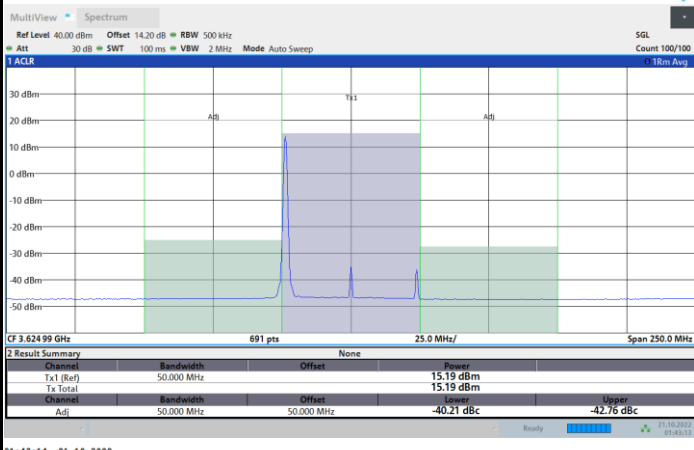 MultiView Spectrum
Ref Level 40.00 dBm Offset 14.20 dB RBW 500 kHz SGL
Att 30 dB SWT 100 ms VBW 2 MHz Mode Auto Sweep Count 100/100
1 ACLR 1Rm Avg
30 dBm
Tx1
20 dBm Adj Adj
10 dBm
0 dBm
-10 dBm
-20 dBm
-30 dBm
-40 dBm
-50 dBm
CF 3.624 99 GHz 691 pts 25.0 MHz/ Span 250.0 MHz
2 Result Summary None
Channel Bandwidth Offset Power
Tx1 (Ref) 50.000 MHz 15.19 dBm
Tx Total 15.19 dBm
Channel Bandwidth Offset Lower Upper
Adj 50.000 MHz 50.000 MHz -40.21 dBc -42.76 dBc
Ready 21.10.2022
01:43:13